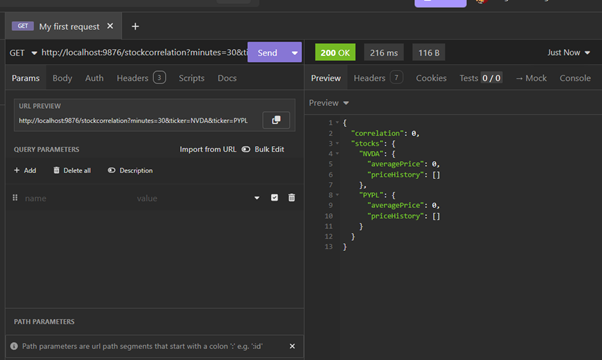 GET My first request × +
GET http://localhost:9876/stockcorrelation?minutes=30&ti Send
200 OK 216 ms 116 B Just Now
Params Body Auth Headers 3 Scripts Docs
Preview Headers 7 Cookies Tests 0 / 0 → Mock Console
URL PREVIEW
http://localhost:9876/stockcorrelation?minutes=30&ticker=NVDA&ticker=PYPL
QUERY PARAMETERS Import from URL Bulk Edit
+ Add Delete all Description
name value
PATH PARAMETERS
Path parameters are url path segments that start with a colon ':' e.g. ':id' ×
Preview
1 {
2 "correlation": 0,
3 "stocks": {
4 "NVDA": {
5 "averagePrice": 0,
6 "priceHistory": []
7 },
8 "PYPL": {
9 "averagePrice": 0,
10 "priceHistory": []
11 }
12 }
13 }